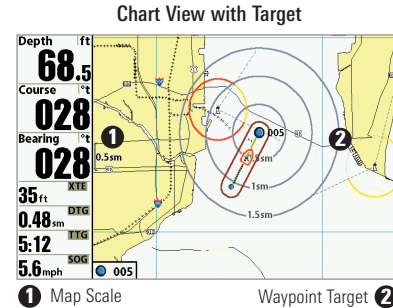 Chart View with Target
Depth ft
68.5
Course °t
028
Bearing °t
028
35ft XTE
0.48sm DTG
5:12 TTG
5.6mph SOG
1
0.5sm
005
2
1sm
1.5sm
005
1 Map Scale
Waypoint Target 2